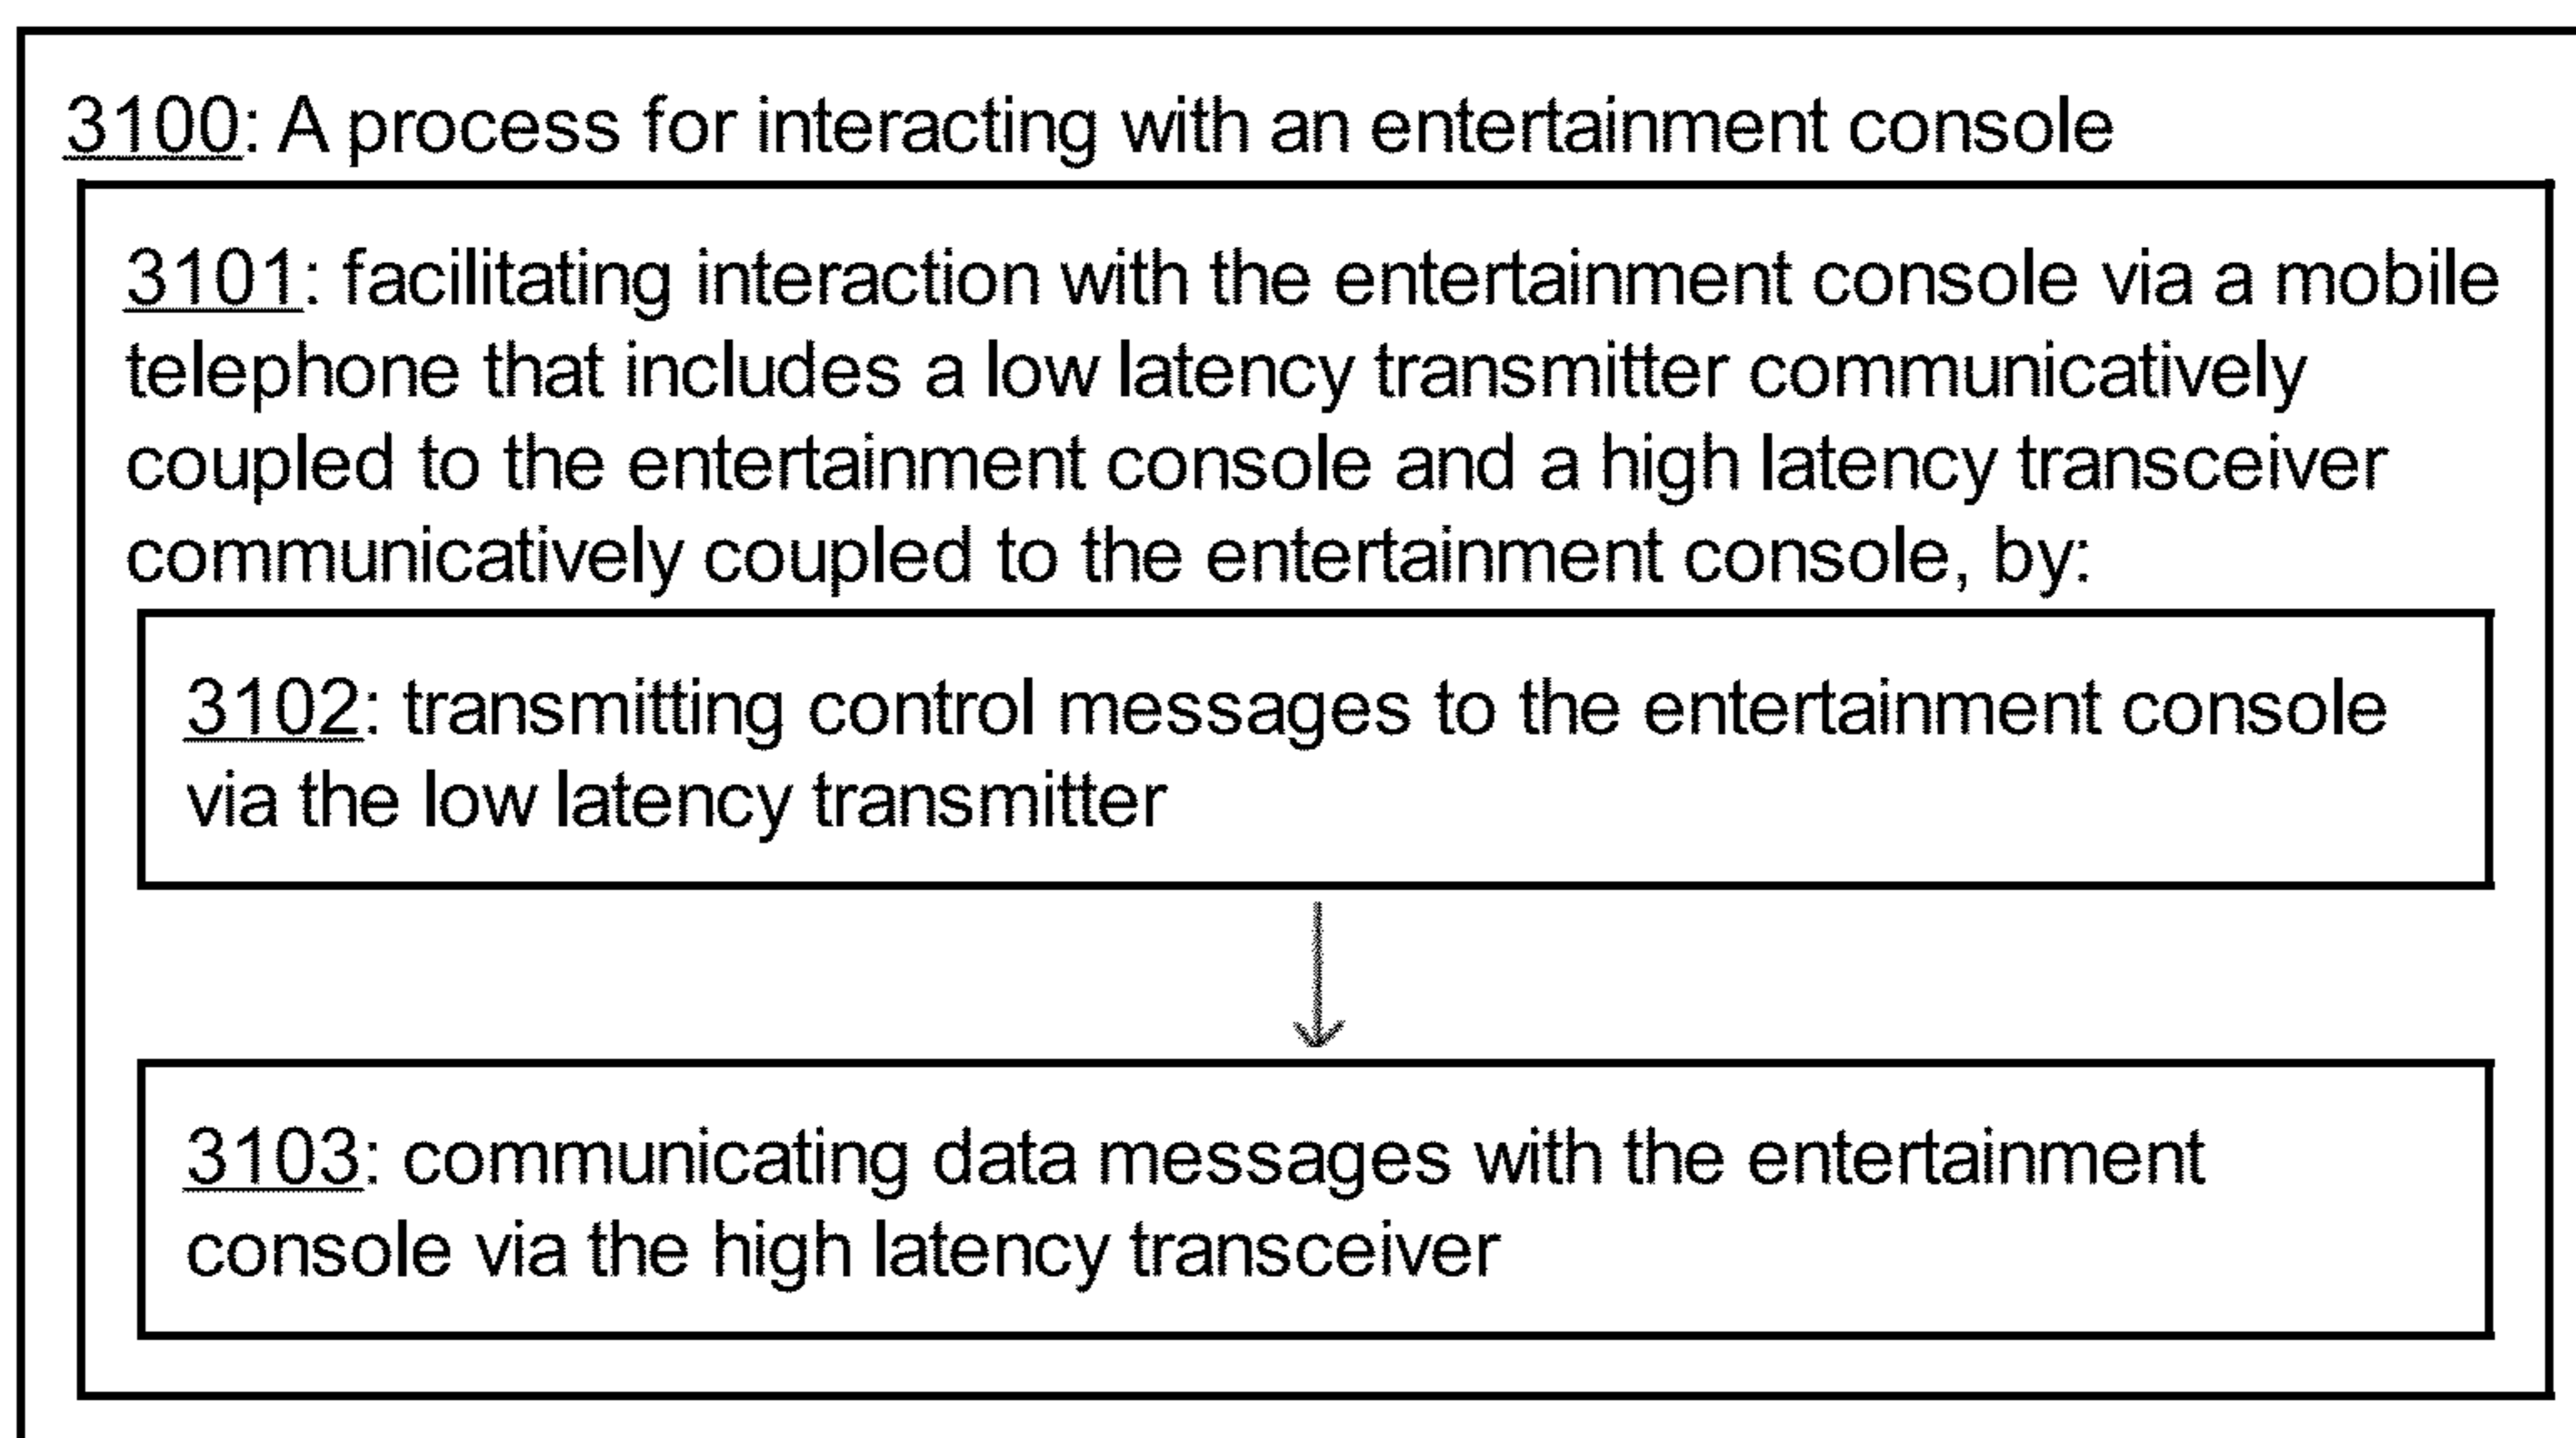 3100: A process for interacting with an entertainment console
3101: facilitating interaction with the entertainment console via a mobile
telephone that includes a low latency transmitter communicatively
coupled to the entertainment console and a high latency transceiver
communicatively coupled to the entertainment console, by:
3102: transmitting control messages to the entertainment console
via the low latency transmitter
3103: communicating data messages with the entertainment
console via the high latency transceiver